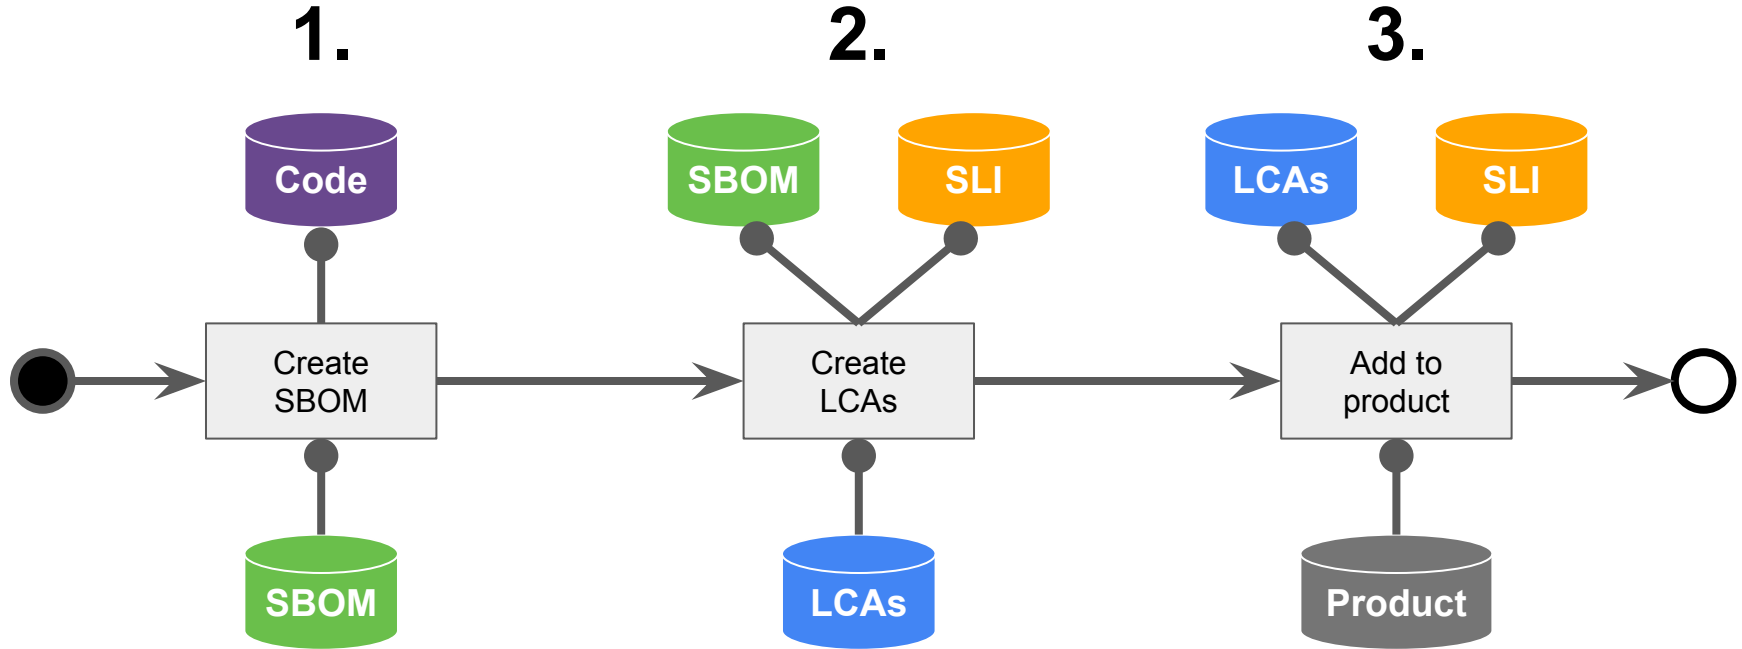 1.
2.
3.
Code
SBOM
SLI
LCAs
SLI
Create
SBOM
Create
LCAs
Add to
product
SBOM
LCAs
Product